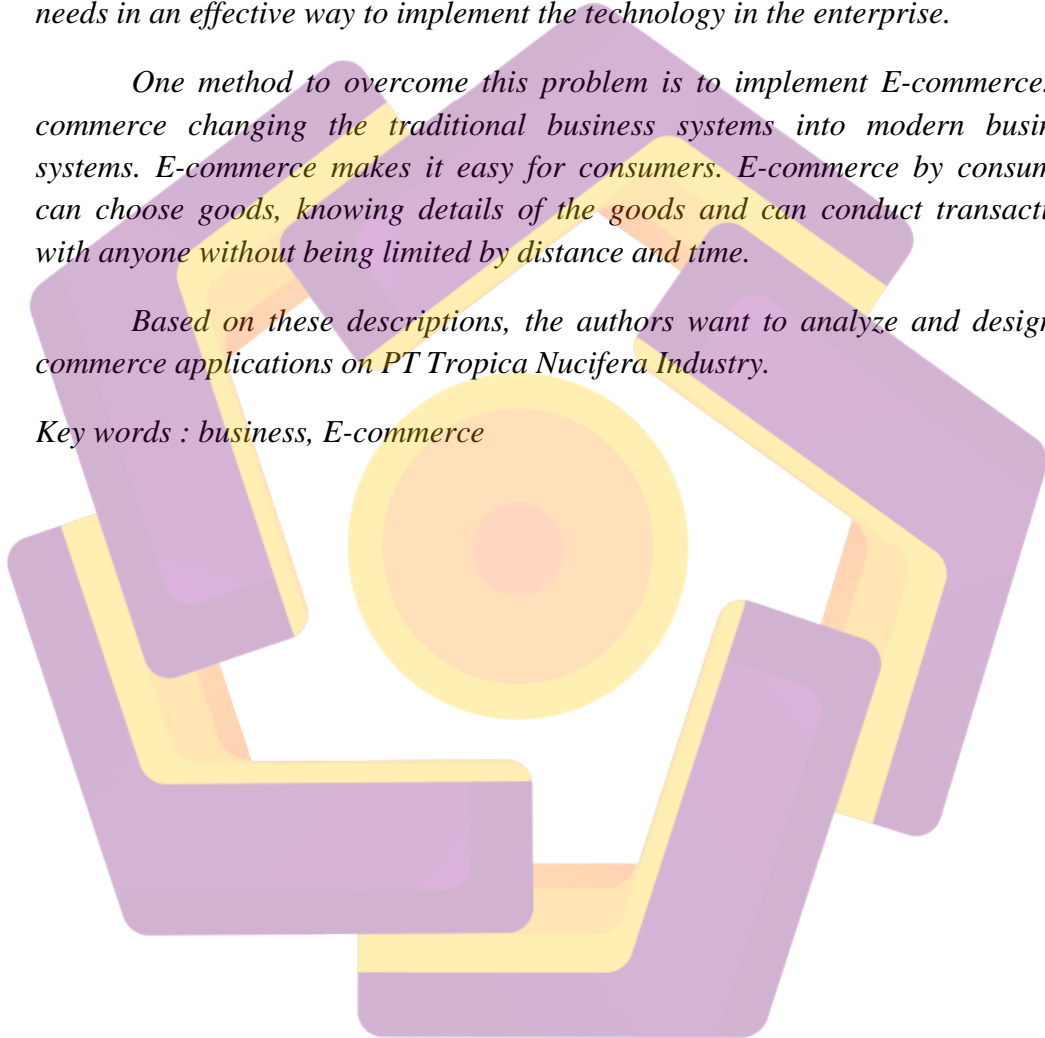 needs in an effective way to implement the technology in the enterprise.
One method to overcome this problem is to implement E-commerce.
commerce changing the traditional business systems into modern busin
systems. E-commerce makes it easy for consumers. E-commerce by consum
can choose goods, knowing details of the goods and can conduct transacti
with anyone without being limited by distance and time.
Based on these descriptions, the authors want to analyze and design
commerce applications on PT Tropica Nucifera Industry.
Key words : business, E-commerce